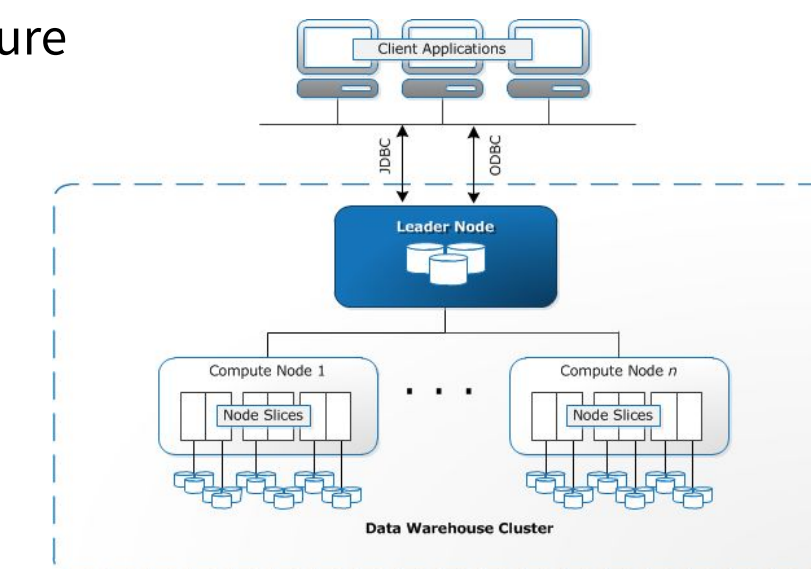 ure
Client Applications
JDBC
ODBC
Leader Node
Compute Node 1
Compute Node n
. . .
Node Slices
Node Slices
Data Warehouse Cluster